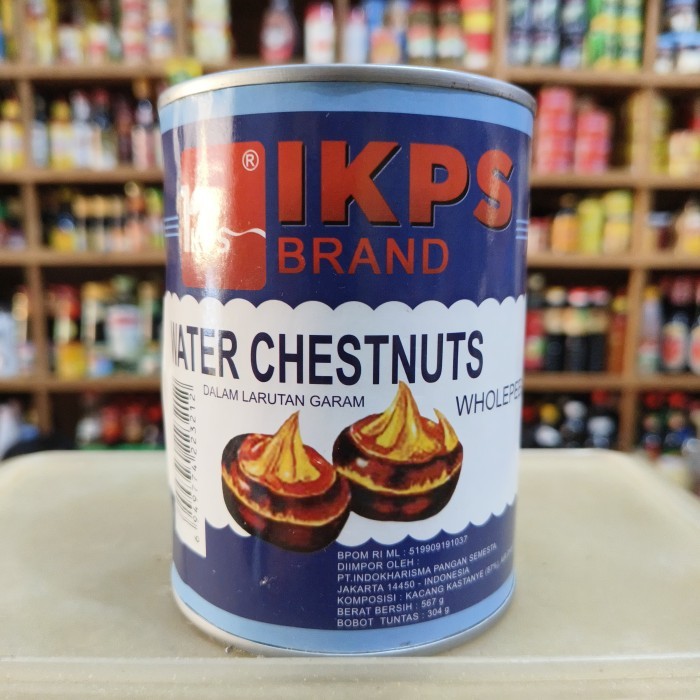 ®
IKPS
BRAND
WATER CHESTNUTS
DALAM LARUTAN GARAM
BPOM RI ML : 519909191037
DIIMPOR OLEH :
PT.INDOKHARISMA PANGAN SEMESTA
JAKARTA 14450 - INDONESIA
KOMPOSISI : KACANG KASTANYE
BERAT BERSIH : 567 g
BOBOT TUNTAS : 304 g